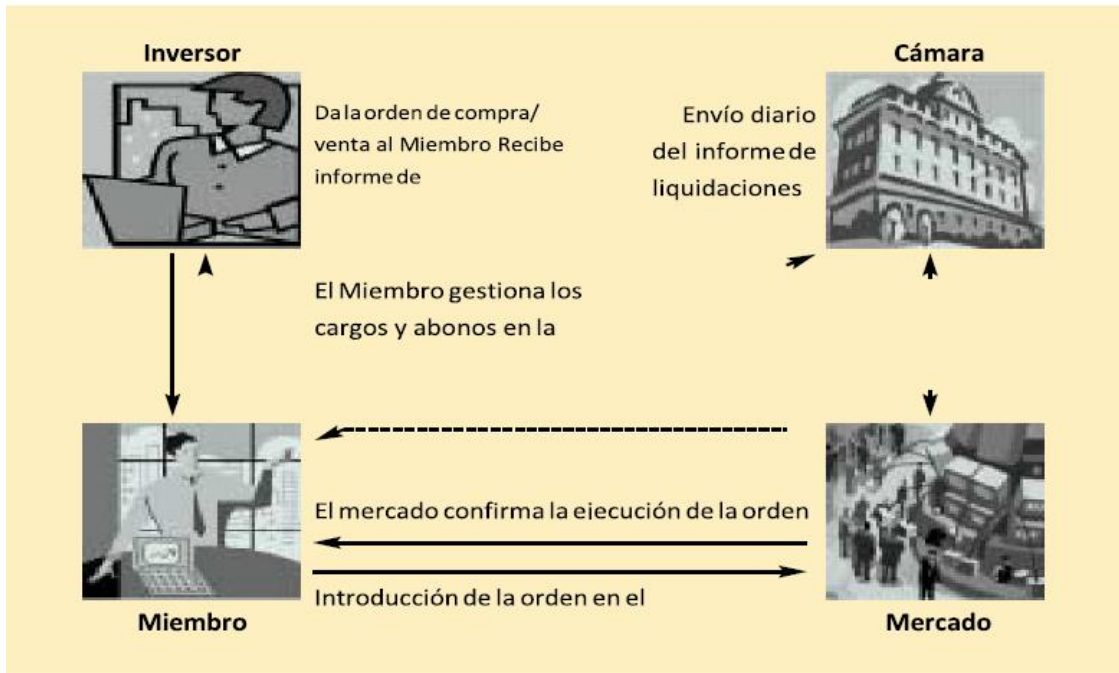 Inversor
Cámara
Da la orden de compra/
venta al Miembro Recibe
informe de
Envío diario
del informe de
liquidaciones
El Miembro gestiona los
cargos y abonos en la
El mercado confirma la ejecución de la orden
Introducción de la orden en el
Miembro
Mercado